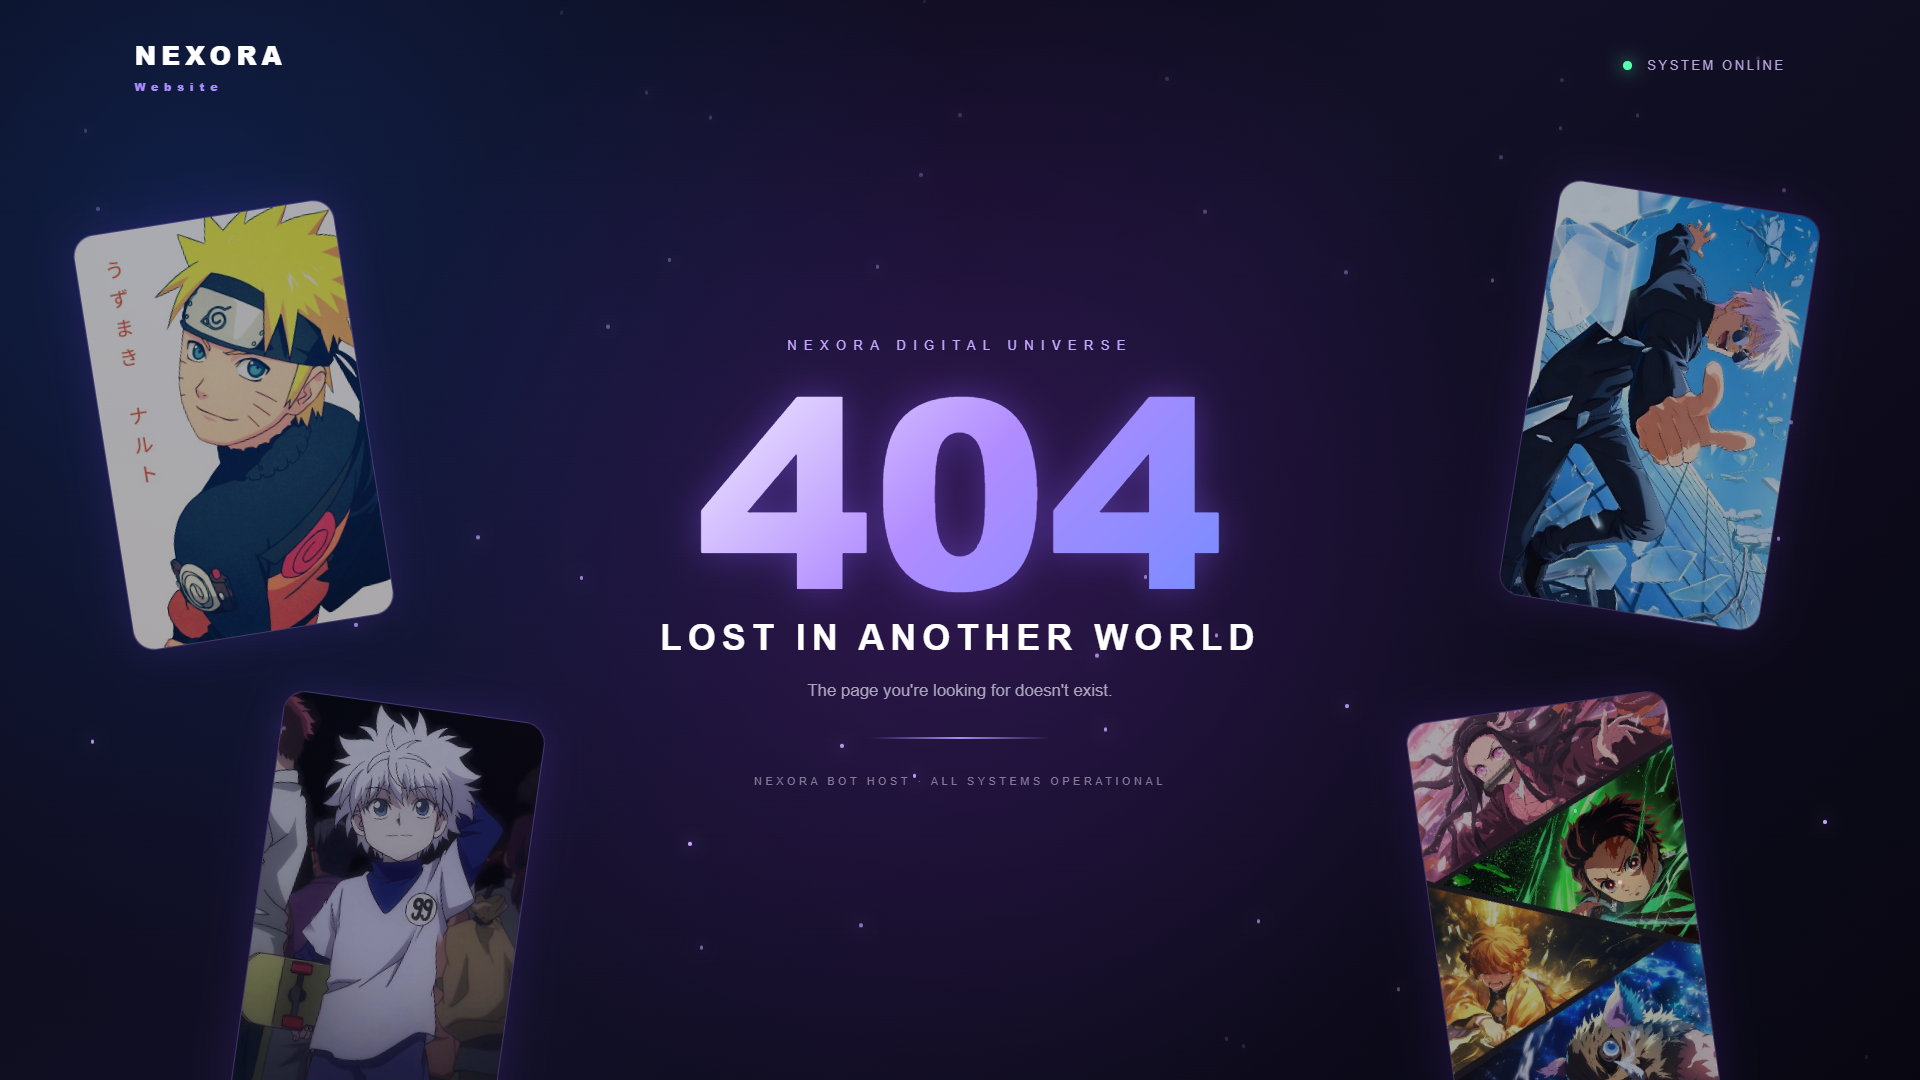 NEXORA
Website
SYSTEM ONLINE
うずまき ナルト
NEXORA DIGITAL UNIVERSE
404
LOST IN ANOTHER WORLD
The page you're looking for doesn't exist.
NEXORA BOT HOST · ALL SYSTEMS OPERATIONAL
99